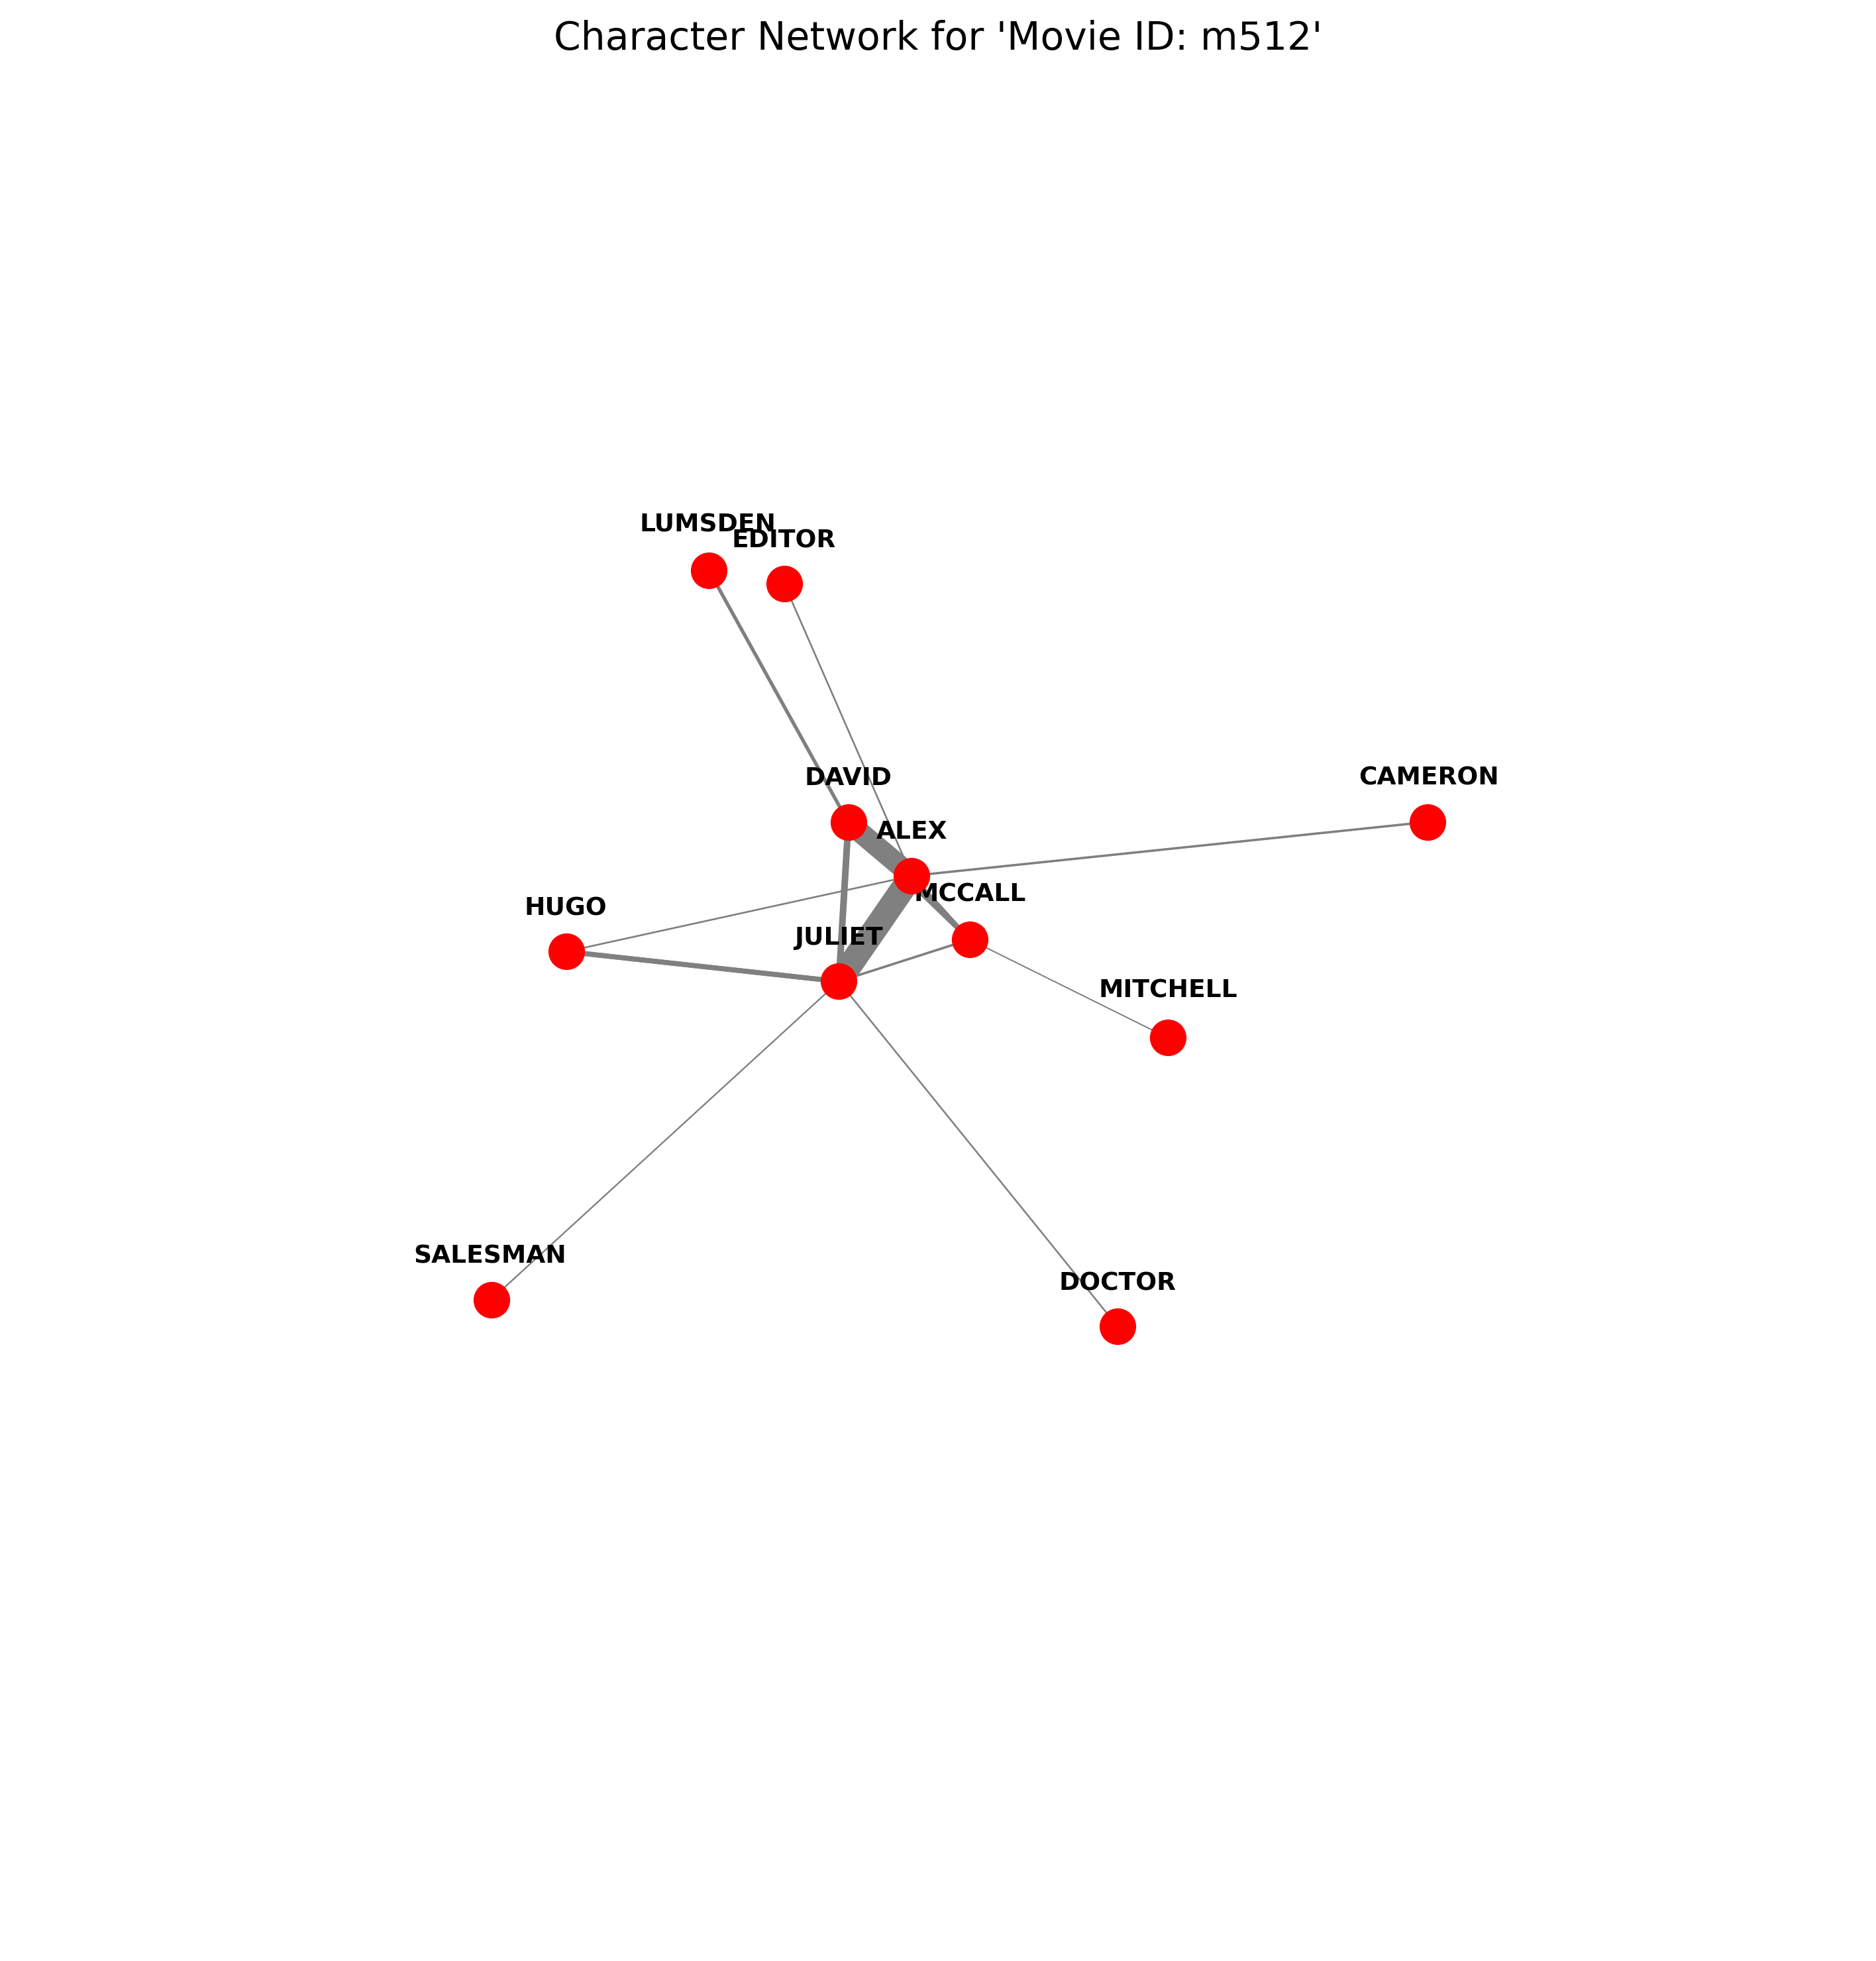 Character Network for 'Movie ID: m512'
LUMSDEN
EDITOR
DAVID
CAMERON
ALEX
MCCALL
HUGO
JULIET
MITCHELL
SALESMAN
DOCTOR